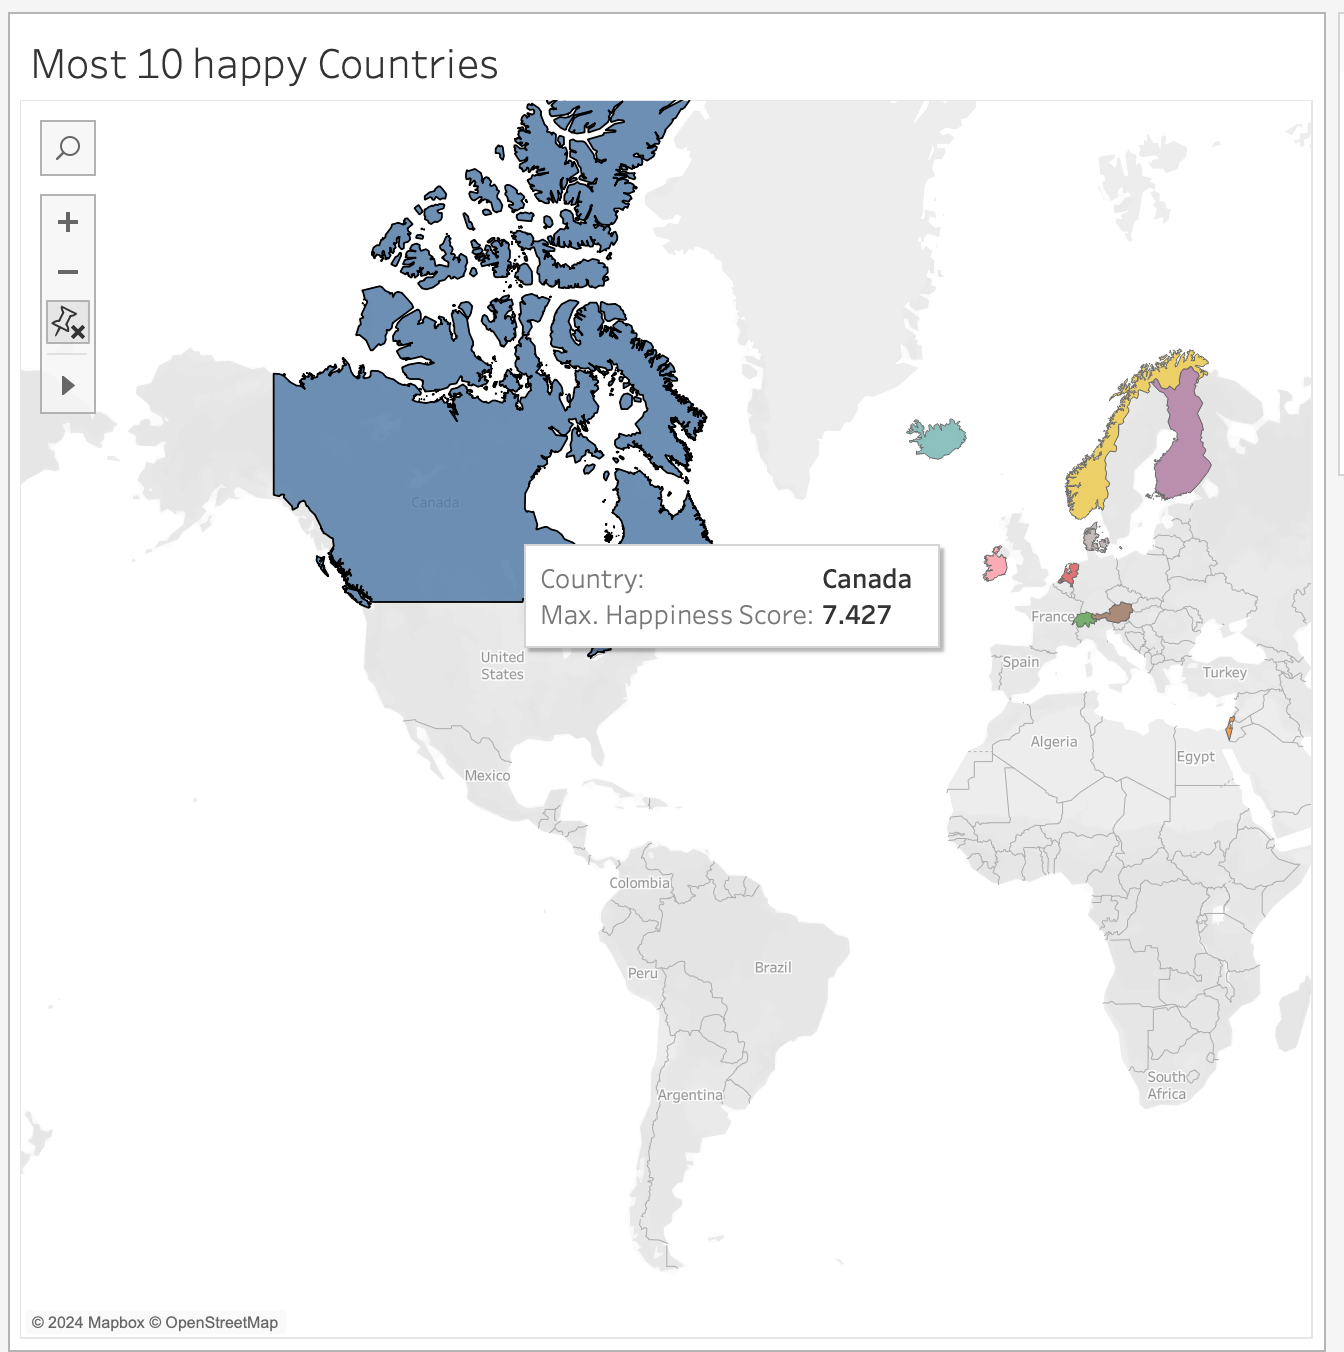 Most 10 happy Countries
Canada
Country: Canada
Max. Happiness Score: 7.427
France
United
States
Spain
Turkey
Algeria
Egypt
Mexico
Colombia
Brazil
Peru
South
Africa
Argentina
© 2024 Mapbox © OpenStreetMap